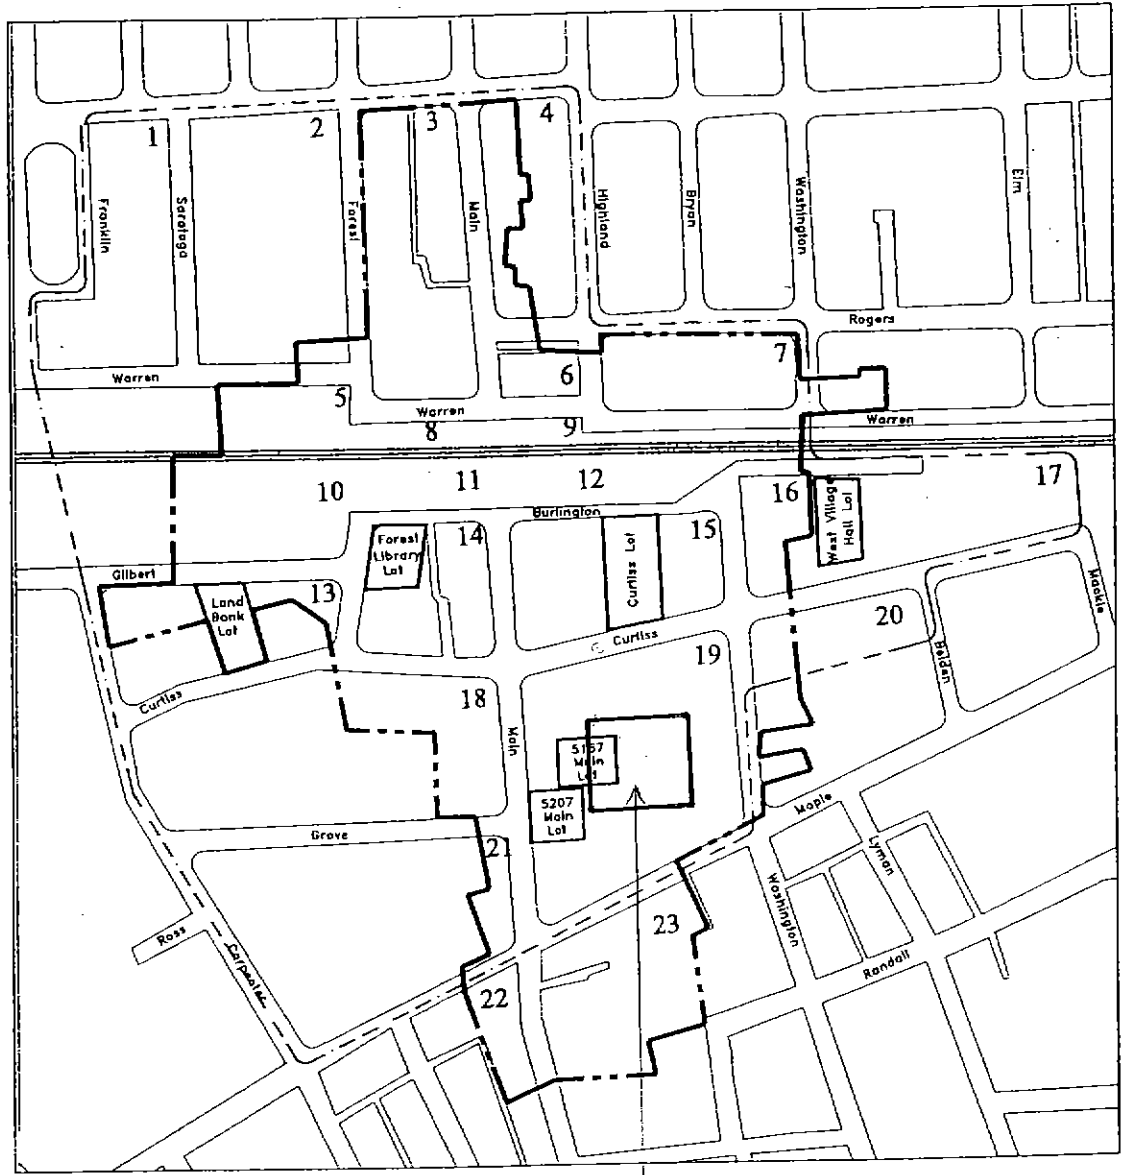 1
2
3
4
Franklin
Saratoga
Forest
Main
Highland
Bryan
Washington
Elm
Rogers
7
6
5
Warren
Warren
Warren
8
9
10
11
12
16
17
Burlington
14
15
Forest
Library
Lot
Curtiss Lot
West Village
Hall Lot
Gilbert
13
Land
Bank
Lot
Curtiss
Mackie
20
19
Belden
Curtiss
18
Main
5157
Main
Lot
5207
Main
Lot
Maple
Grove
21
Lyman
Washington
23
Ross
Carpenter
Randall
22